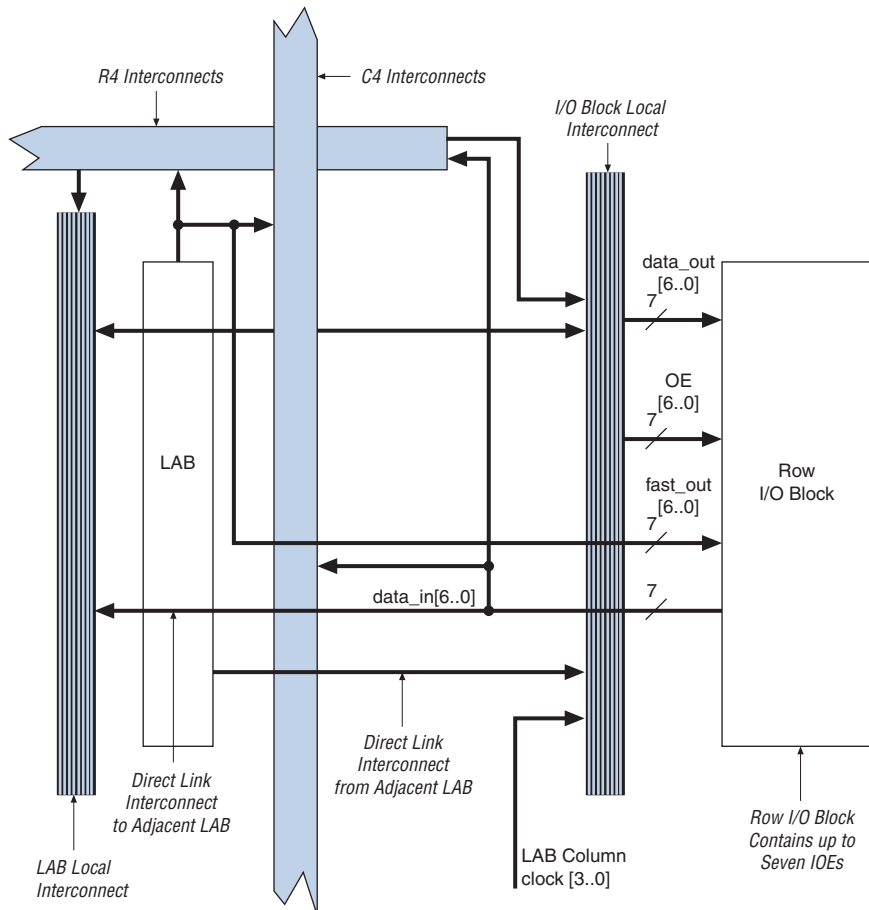 R4 Interconnects
C4 Interconnects
I/O Block Local
Interconnect
data_out
[6..0]
7
OE
[6..0]
7
LAB
Row
I/O Block
fast_out
[6..0]
7
data_in[6..0]
7
Direct Link
Interconnect
to Adjacent LAB
Direct Link
Interconnect
from Adjacent LAB
Row I/O Block
Contains up to
Seven IOEs
LAB Local
Interconnect
LAB Column
clock [3..0]